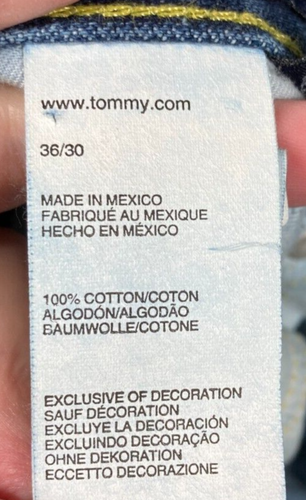 www.tommy.com
36/30
MADE IN MEXICO
FABRIQUÉ AU MEXIQUE
HECHO EN MÉXICO
100% COTTON/COTON
ALGODÓN/ALGODÃO
BAUMWOLLE/COTONE
EXCLUSIVE OF DECORATION
SAUF DÉCORATION
EXCLUYE LA DECORACIÓN
EXCLUINDO DECORAÇÃO
OHNE DEKORATION
ECCETTO DECORAZIONE